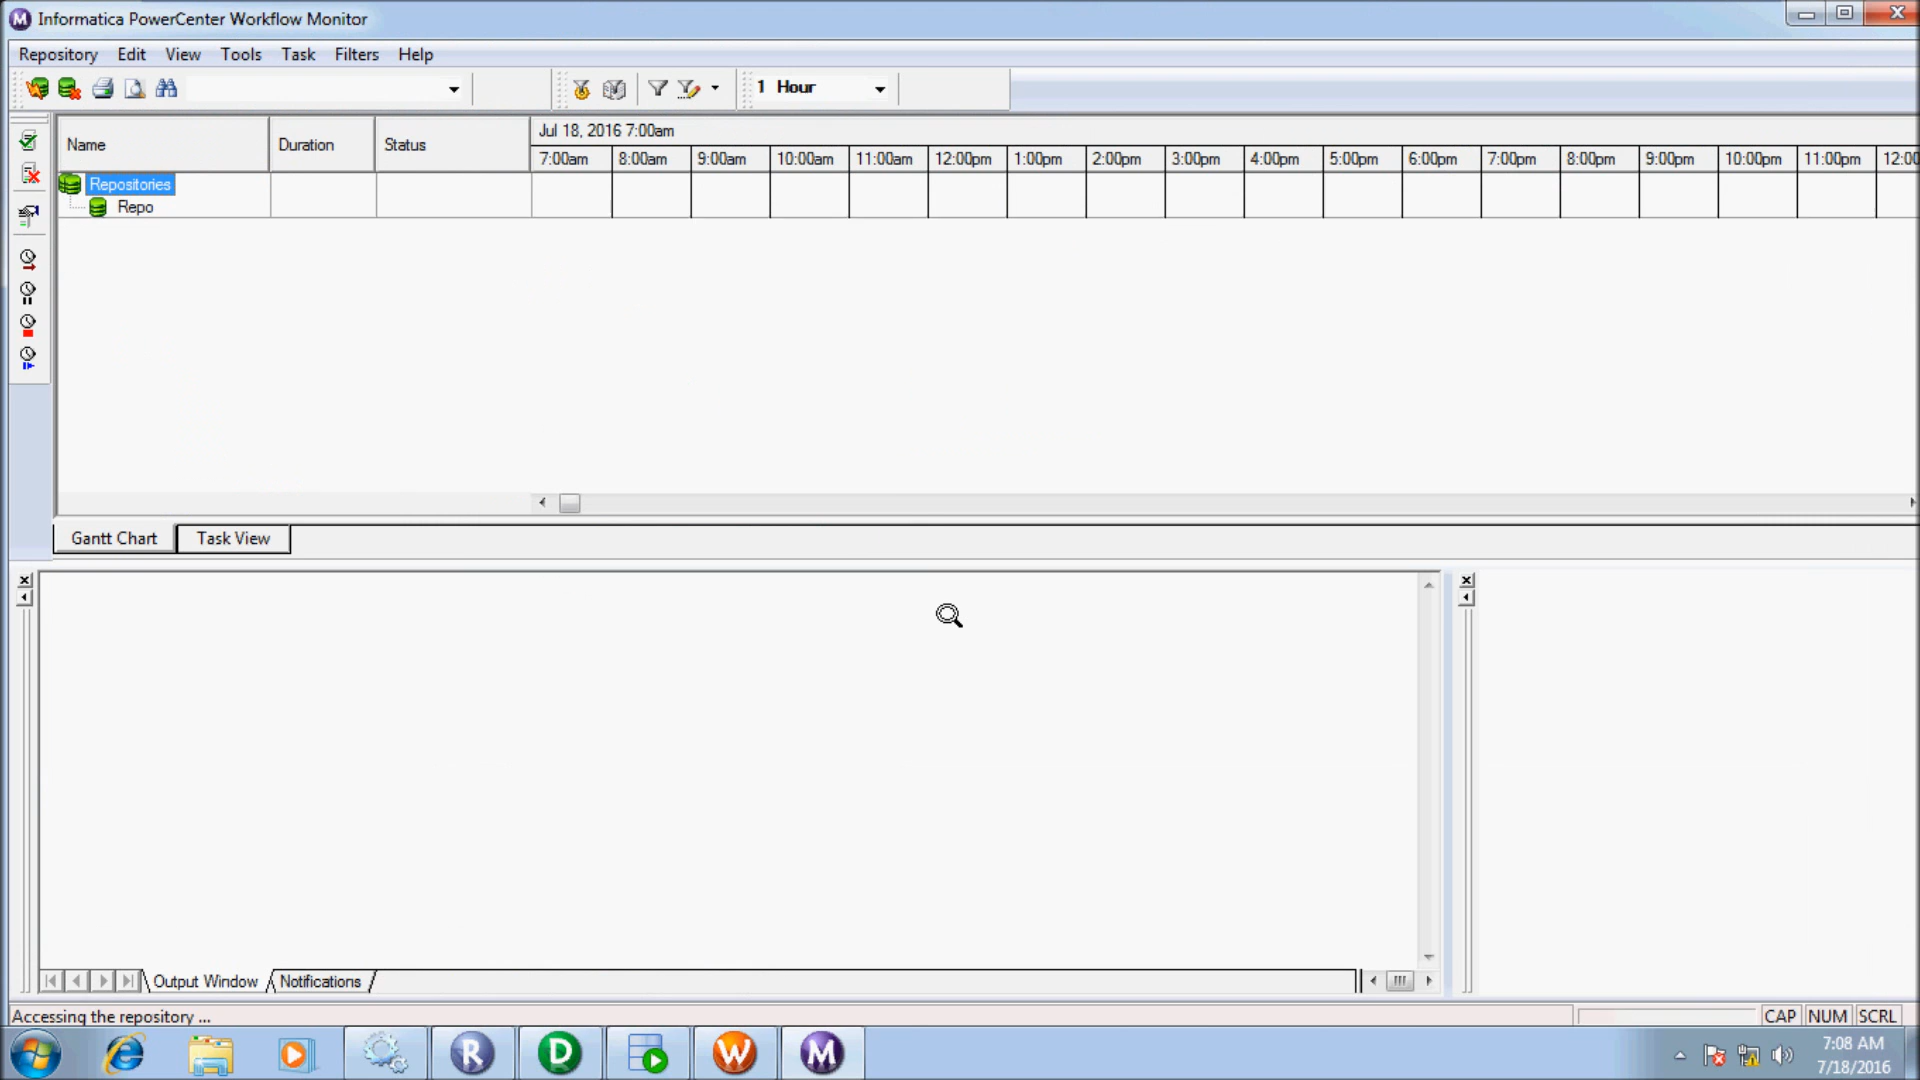 Informatica PowerCenter Workflow Monitor
Repository Edit View Tools Task Filters Help
1 Hour
Name Duration Status
Jul 18, 2016 7:00am
7:00am 8:00am 9:00am 10:00am 11:00am 12:00pm 1:00pm 2:00pm 3:00pm 4:00pm 5:00pm 6:00pm 7:00pm 8:00pm 9:00pm 10:00pm 11:00pm 12:00
Repositories
Repo
Gantt Chart Task View
Output Window Notifications
Accessing the repository ...
CAP NUM SCRL
R D W M
7:08 AM
7/18/2016